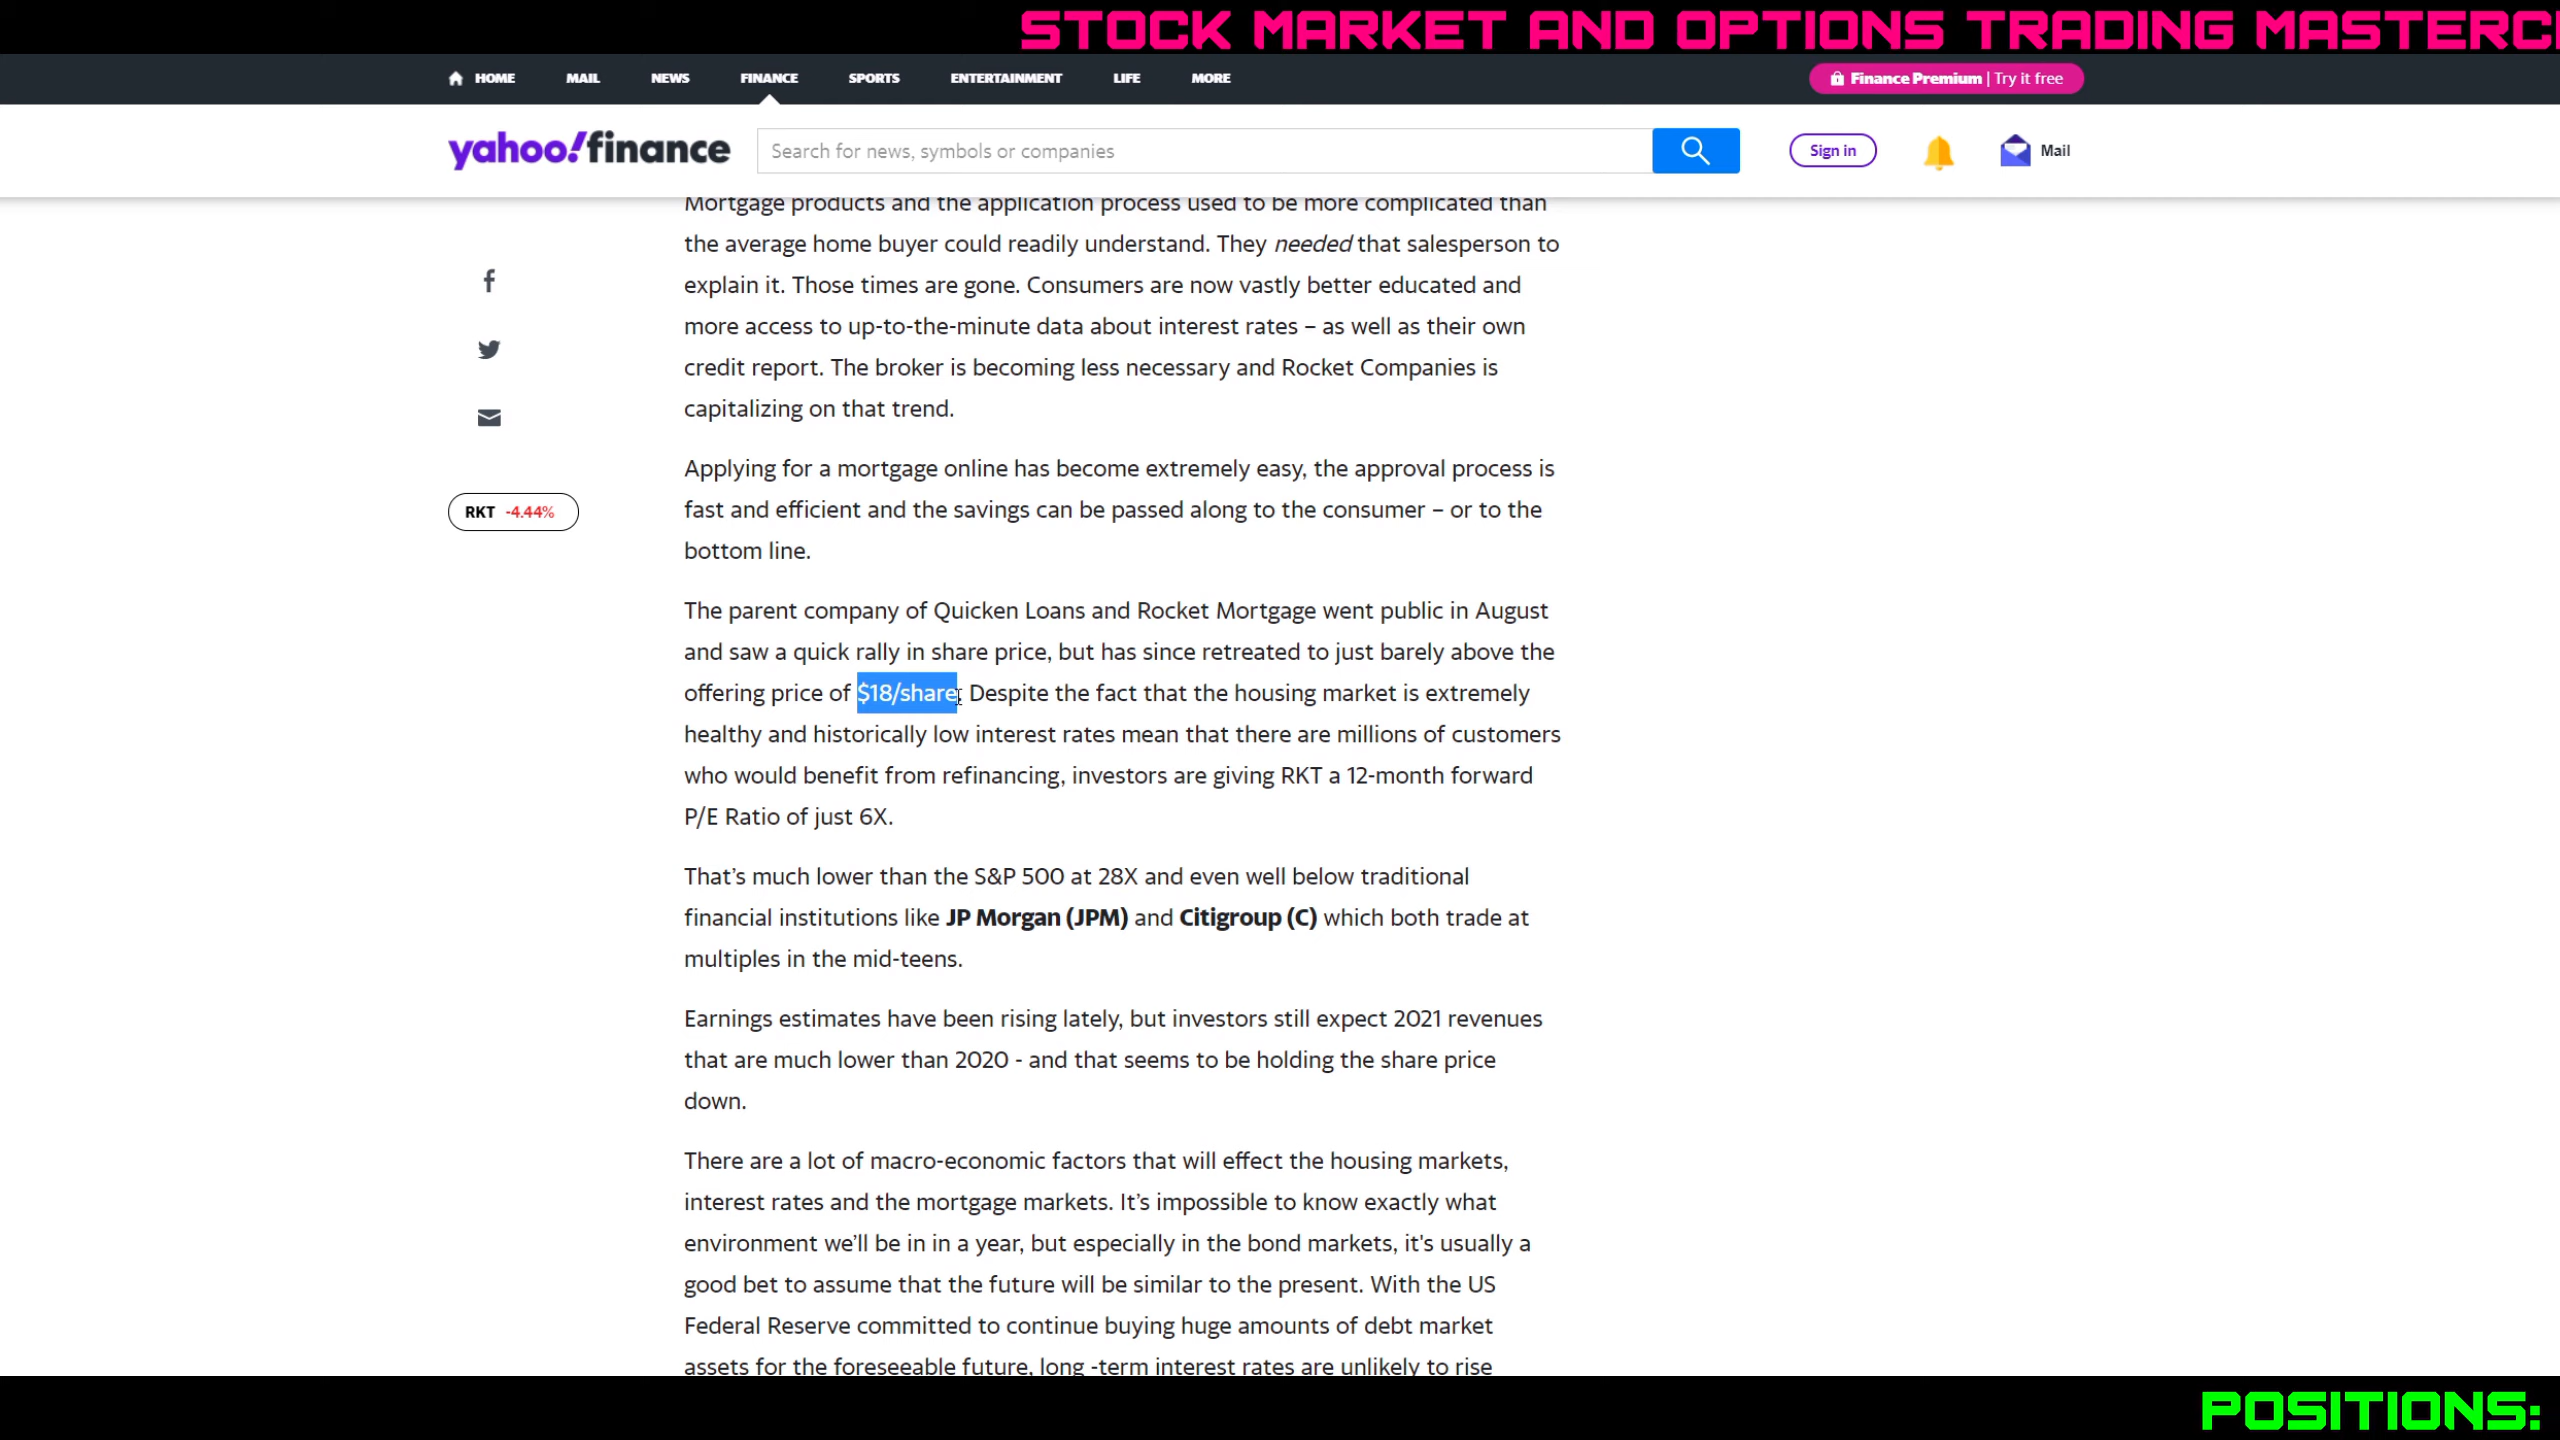 STOCK MARKET AND OPTIONS TRADING MASTERC
HOME MAIL NEWS FINANCE SPORTS ENTERTAINMENT LIFE MORE
Finance Premium | Try it free
yahoo!finance
Search for news, symbols or companies
Sign in
Mail
Mortgage products and the application process used to be more complicated than
the average home buyer could readily understand. They needed that salesperson to
explain it. Those times are gone. Consumers are now vastly better educated and
more access to up-to-the-minute data about interest rates – as well as their own
credit report. The broker is becoming less necessary and Rocket Companies is
capitalizing on that trend.
RKT -4.44%
Applying for a mortgage online has become extremely easy, the approval process is
fast and efficient and the savings can be passed along to the consumer – or to the
bottom line.
The parent company of Quicken Loans and Rocket Mortgage went public in August
and saw a quick rally in share price, but has since retreated to just barely above the
offering price of $18/share. Despite the fact that the housing market is extremely
healthy and historically low interest rates mean that there are millions of customers
who would benefit from refinancing, investors are giving RKT a 12-month forward
P/E Ratio of just 6X.
That’s much lower than the S&P 500 at 28X and even well below traditional
financial institutions like JP Morgan (JPM) and Citigroup (C) which both trade at
multiples in the mid-teens.
Earnings estimates have been rising lately, but investors still expect 2021 revenues
that are much lower than 2020 - and that seems to be holding the share price
down.
There are a lot of macro-economic factors that will effect the housing markets,
interest rates and the mortgage markets. It’s impossible to know exactly what
environment we’ll be in in a year, but especially in the bond markets, it's usually a
good bet to assume that the future will be similar to the present. With the US
Federal Reserve committed to continue buying huge amounts of debt market
assets for the foreseeable future, long -term interest rates are unlikely to rise
POSITIONS: